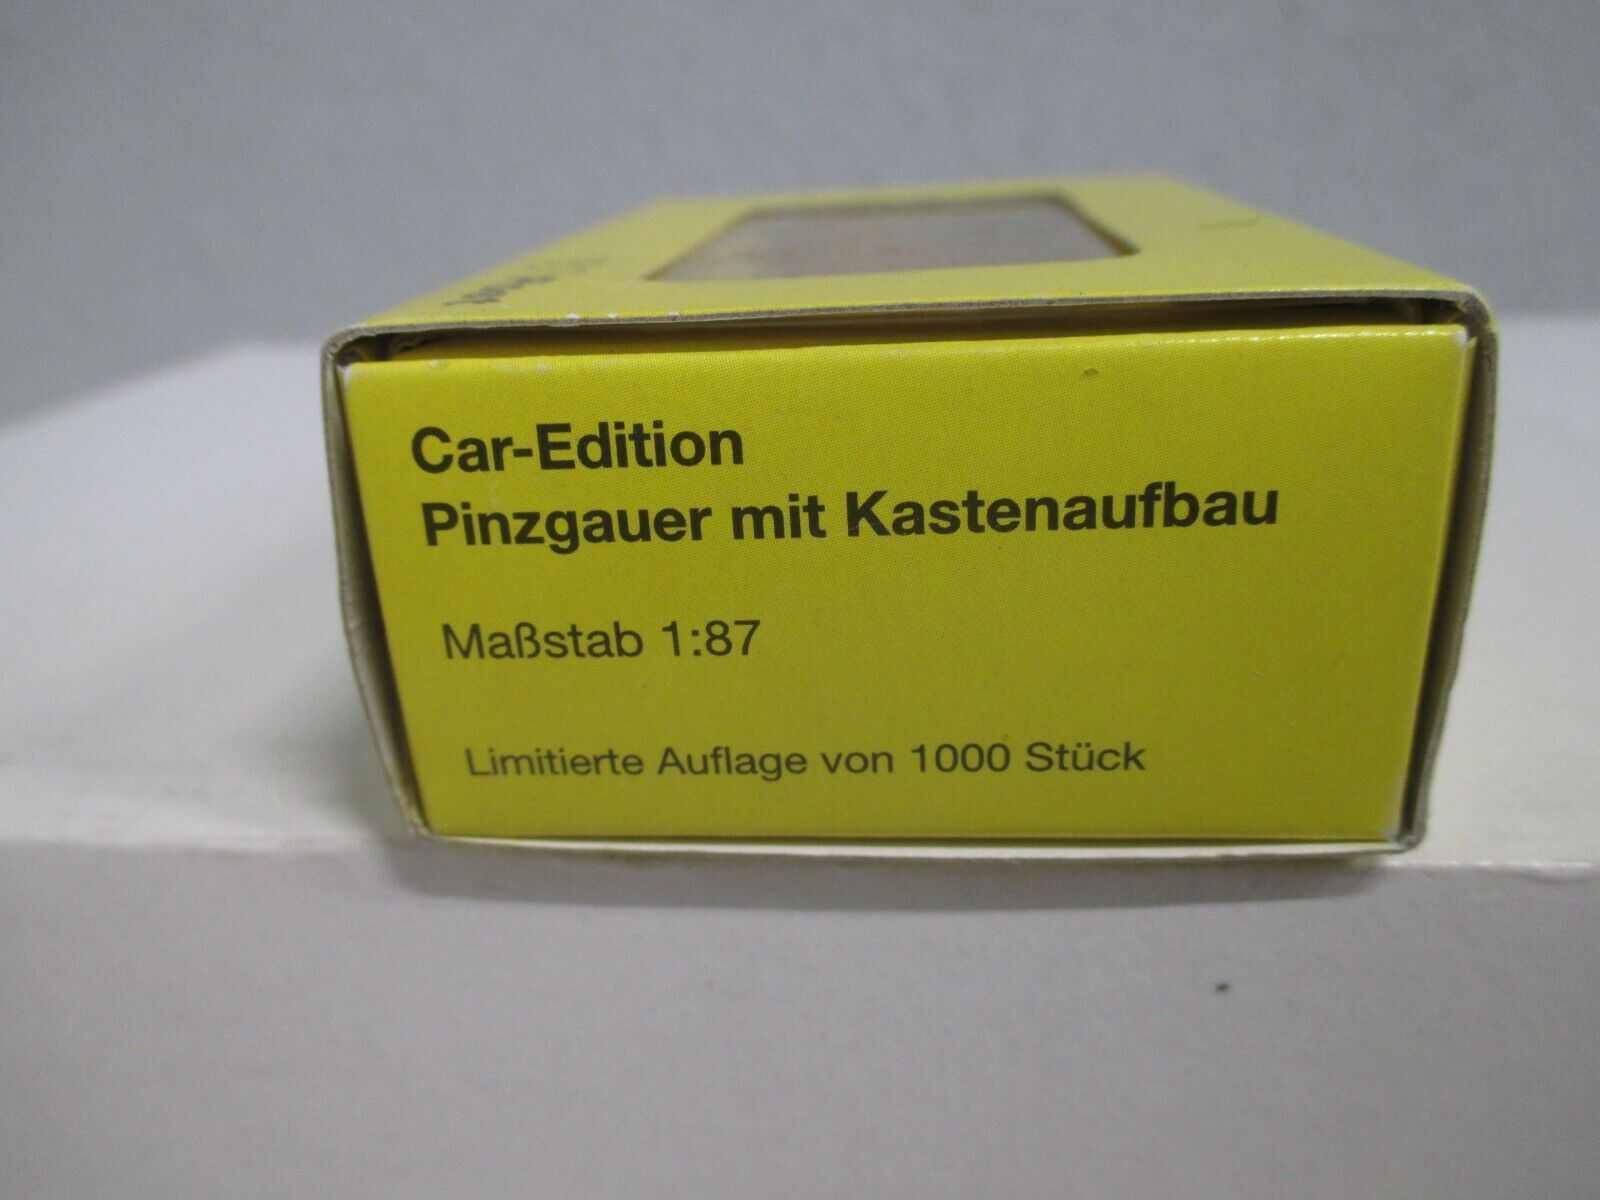 Car-Edition
Pinzgauer mit Kastenaufbau
Maßstab 1:87
Limitierte Auflage von 1000 Stück